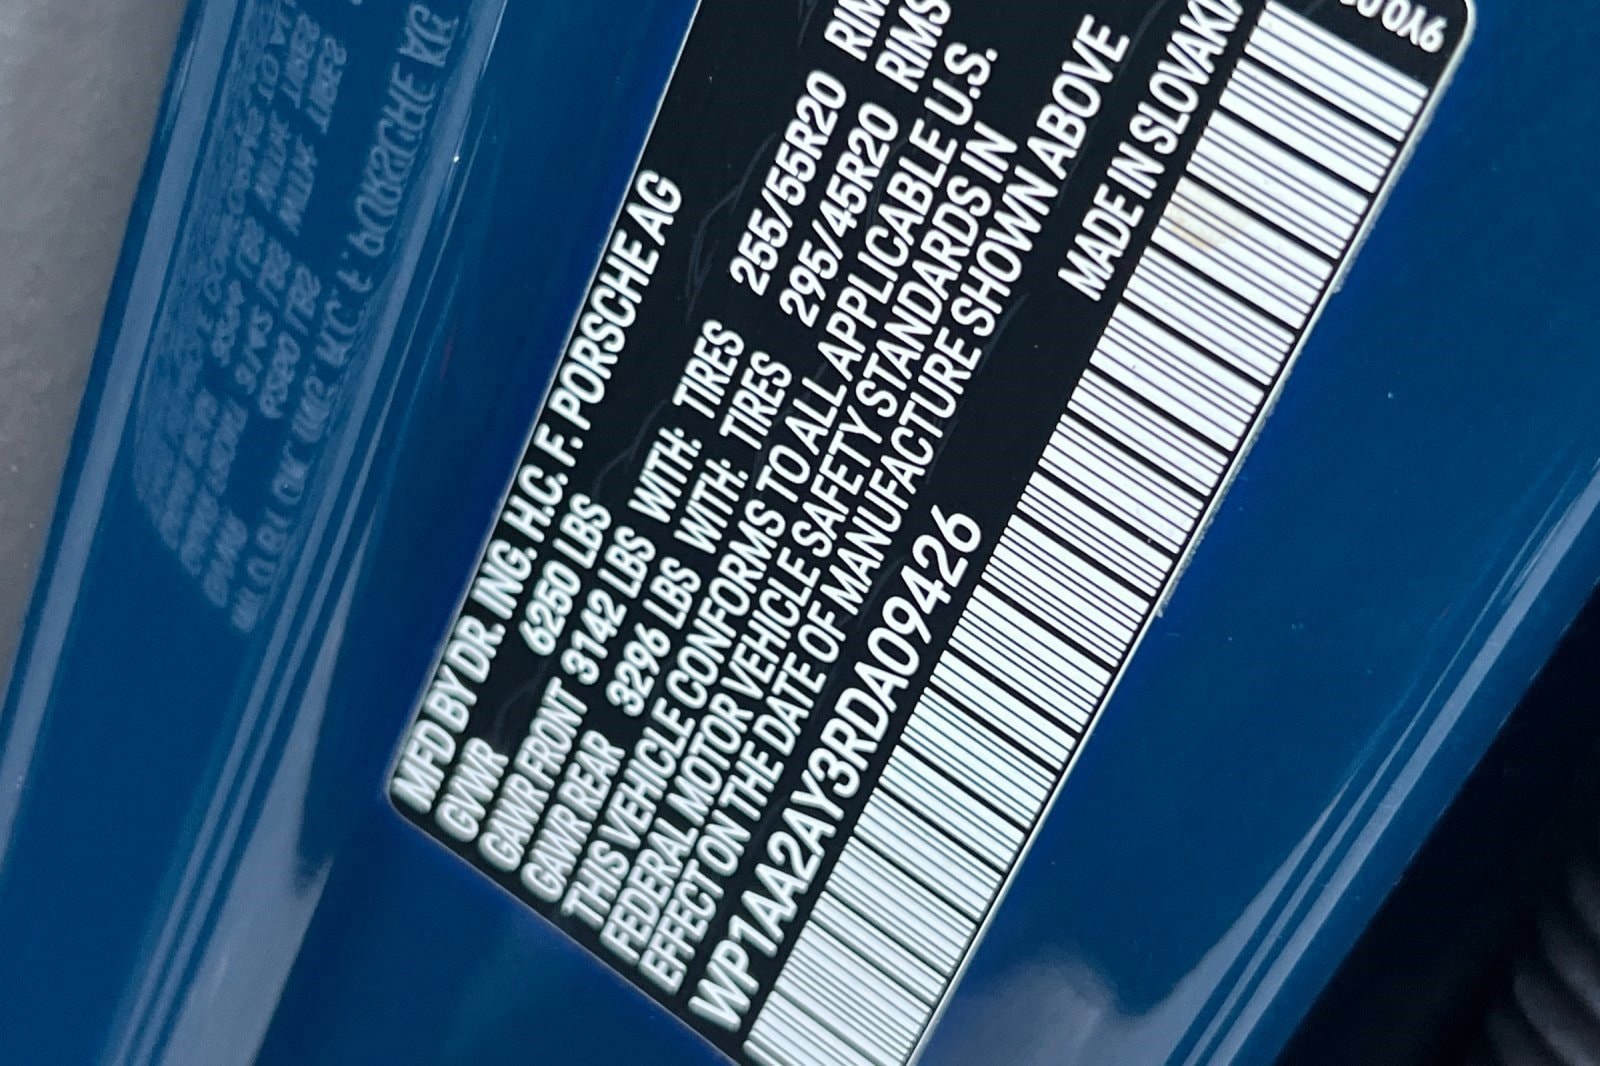 MFD BY DR. ING. H.C. F. PORSCHE AG
GVWR 6250 LBS
GAWR FRONT 3142 LBS WITH: TIRES 255/55R20
GAWR REAR 3296 LBS WITH: TIRES 295/45R20 RIMS
THIS VEHICLE CONFORMS TO ALL APPLICABLE U.S.
FEDERAL MOTOR VEHICLE SAFETY STANDARDS IN
EFFECT ON THE DATE OF MANUFACTURE SHOWN ABOVE
WP1AA2AY3RDA09426
MADE IN SLOVAKIA